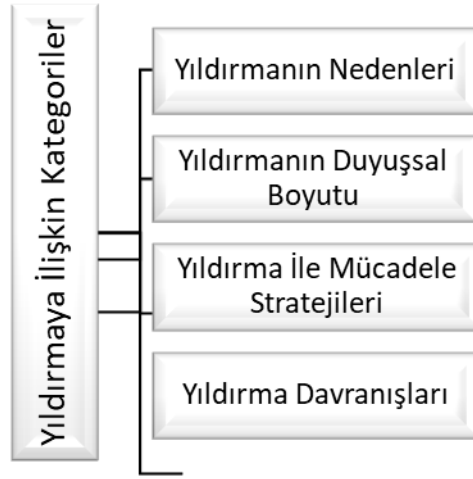 Yıldırmaya İlişkin Kategoriler
Yıldırmanın Nedenleri
Yıldırmanın Duyuşsal
Boyutu
Yıldırma İle Mücadele
Stratejileri
Yıldırma Davranışları